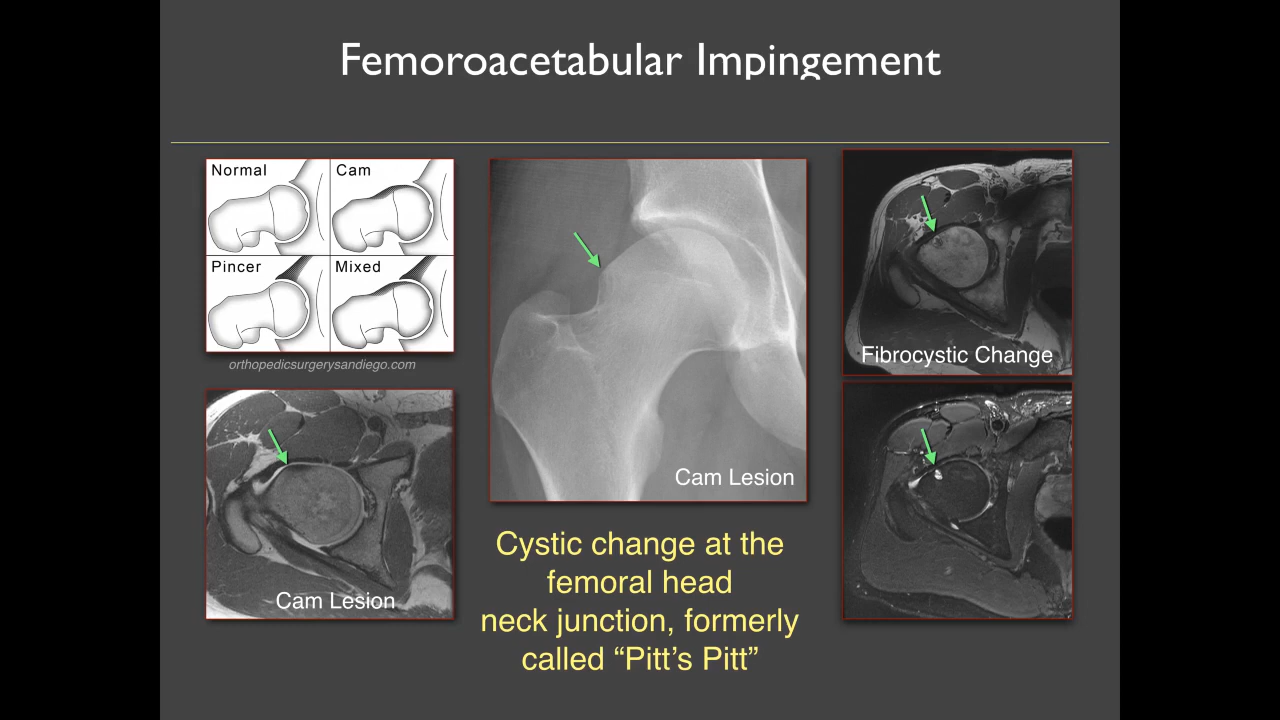 Femoroacetabular Impingement
Normal
Cam
Pincer
Mixed
orthopedicsurgerysandiego.com
Cam Lesion
Cam Lesion
Fibrocystic Change
Cystic change at the
femoral head
neck junction, formerly
called “Pitt’s Pitt”